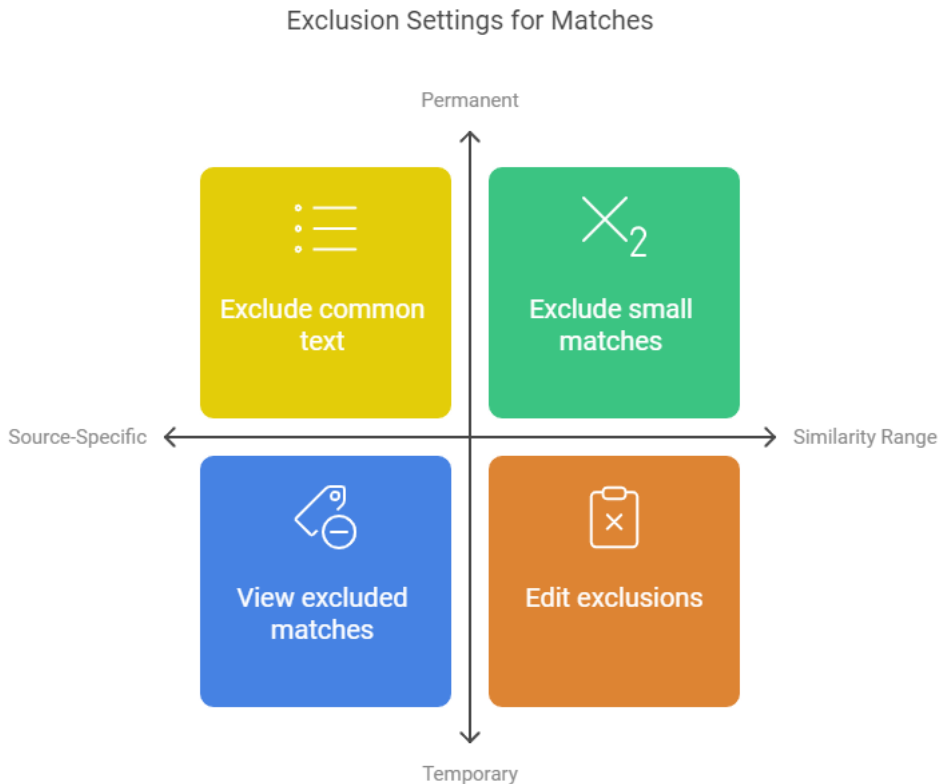 Exclusion Settings for Matches
Permanent
Exclude common
text
X2
Exclude small
matches
Source-Specific
Similarity Range
View excluded
matches
Edit exclusions
Temporary